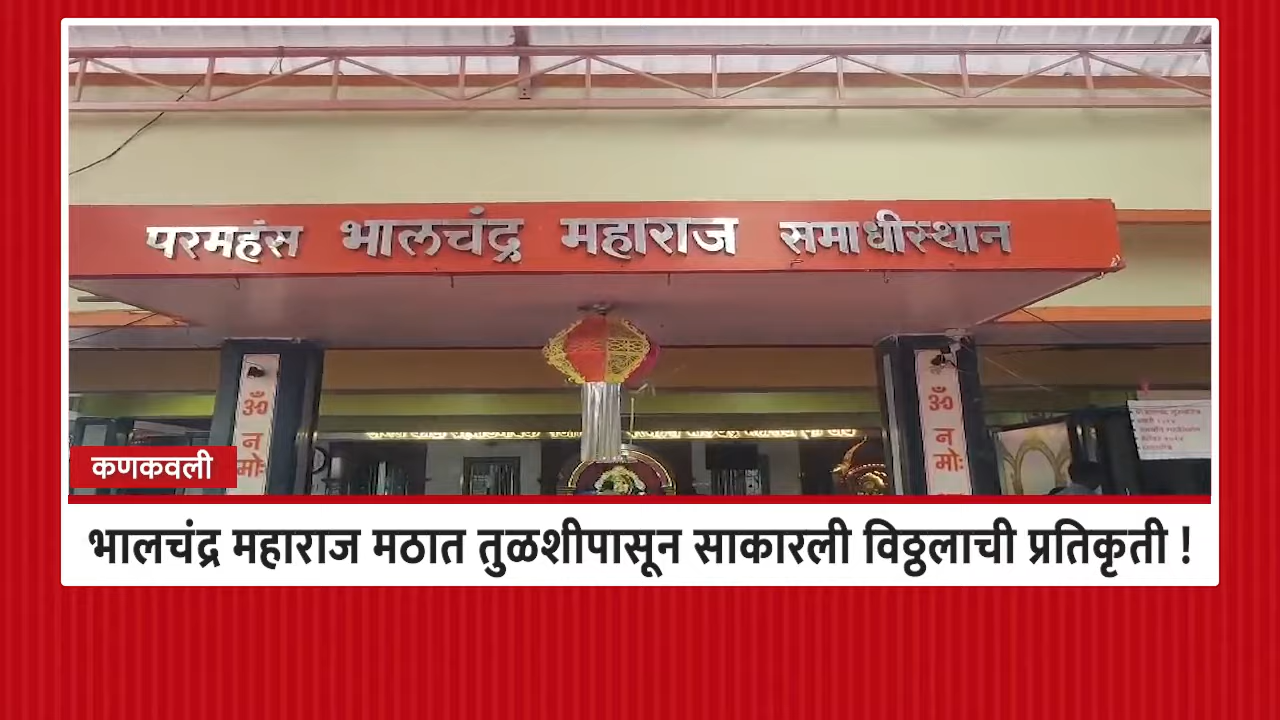 परमहंस भालचंद्र महाराज समाधीस्थान
ॐ
न
मोः
ॐ
न
मोः
कणकवली
भालचंद्र महाराज मठात तुळशीपासून साकारली विठ्ठलाची प्रतिकृती !